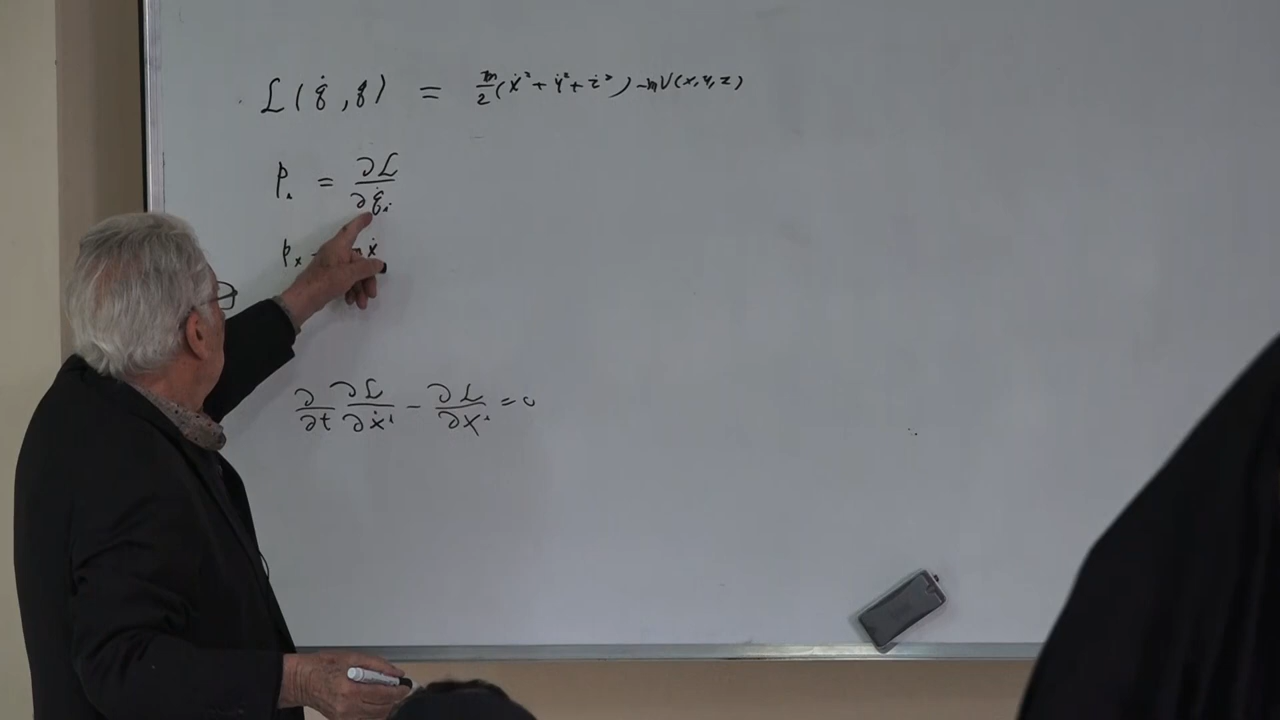 L(q̇, q) = m/2 (ẋ² + ẏ² + ż²) - mV(x, y, z)
pᵢ = ∂L/∂q̇ᵢ
pₓ = mẋ
∂/∂t ∂L/∂ẋⁱ - ∂L/∂xⁱ = 0